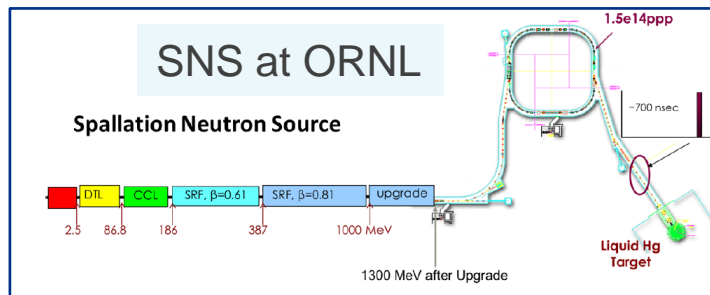 SNS at ORNL
1.5e14ppp
~700 nsec
Spallation Neutron Source
DTL CCL SRF, β=0.61 SRF, β=0.81 upgrade
2.5 86.8 186 387 1000 MeV
Liquid Hg
Target
1300 MeV after Upgrade